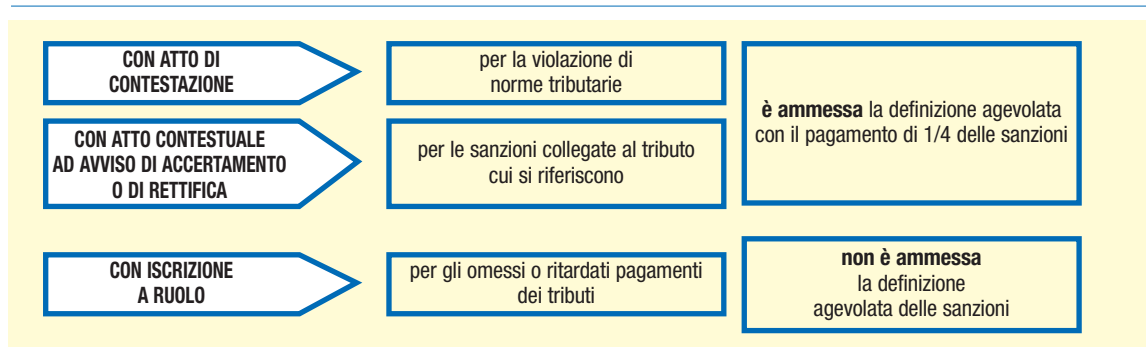 CON ATTO DI
CONTESTAZIONE
per la violazione di
norme tributarie
è ammessa la definizione agevolata
con il pagamento di 1/4 delle sanzioni
CON ATTO CONTESTUALE
AD AVVISO DI ACCERTAMENTO
O DI RETTIFICA
per le sanzioni collegate al tributo
cui si riferiscono
CON ISCRIZIONE
A RUOLO
per gli omessi o ritardati pagamenti
dei tributi
non è ammessa
la definizione
agevolata delle sanzioni